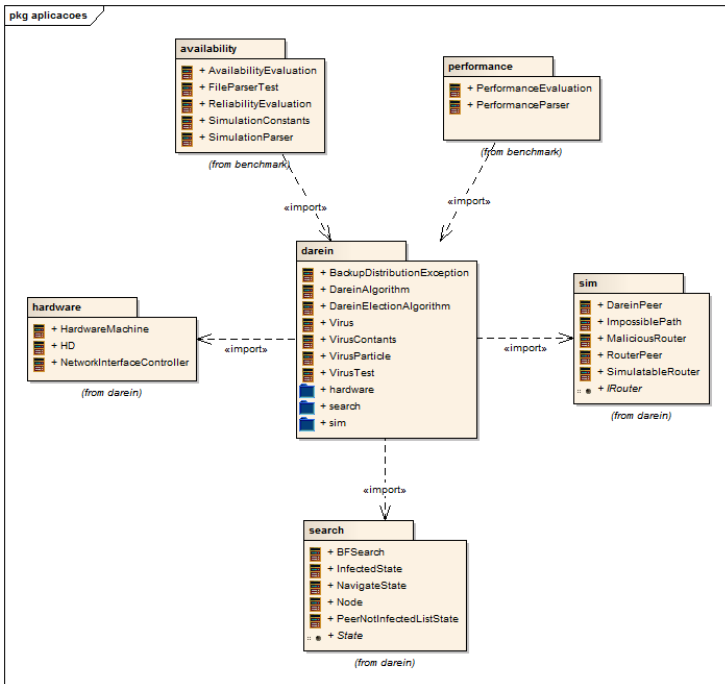 pkg aplicacoes
availability
+ AvailabilityEvaluation
+ FileParserTest
+ ReliabilityEvaluation
+ SimulationConstants
+ SimulationParser
(from benchmark)
performance
+ PerformanceEvaluation
+ PerformanceParser
(from benchmark)
«import»
«import»
darein
+ BackupDistributionException
+ DareinAlgorithm
+ DareinElectionAlgorithm
+ Virus
+ VirusContants
+ VirusParticle
+ VirusTest
+ hardware
+ search
+ sim
hardware
+ HardwareMachine
+ HD
+ NetworkInterfaceController
(from darein)
«import»
«import»
sim
+ DareinPeer
+ ImpossiblePath
+ MaliciousRouter
+ RouterPeer
+ SimulatableRouter
+ IRouter
(from darein)
«import»
search
+ BFSearch
+ InfectedState
+ NavigateState
+ Node
+ PeerNotInfectedListState
+ State
(from darein)